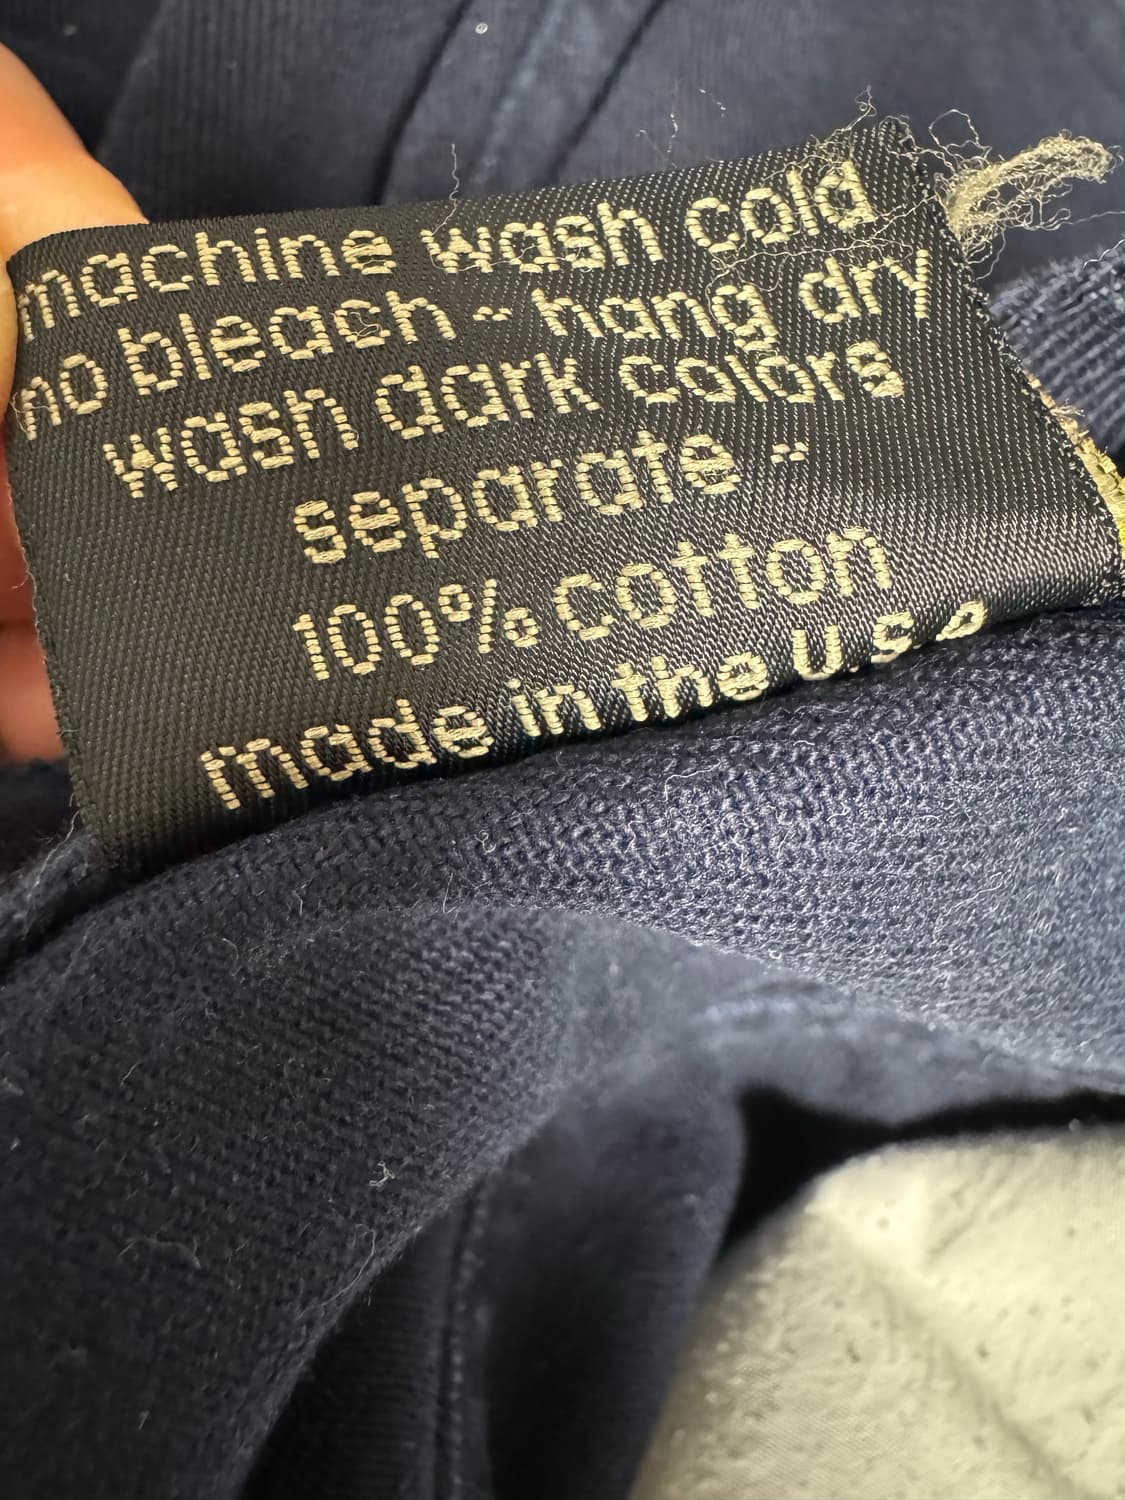 machine wash cold
no bleach - hang dry
wash dark colors
separate -
100% cotton
made in the u s a